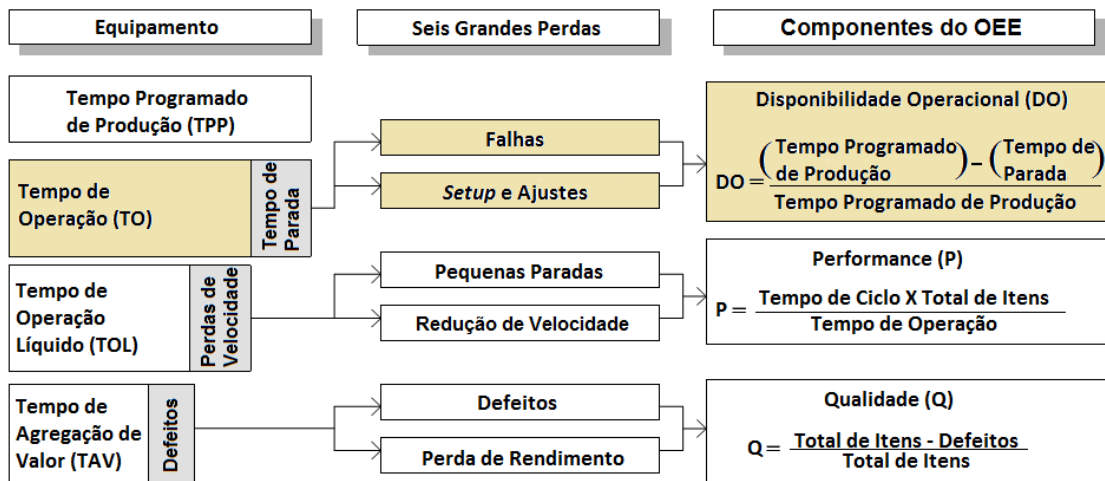 Equipamento
Seis Grandes Perdas
Componentes do OEE
Tempo Programado
de Produção (TPP)
Tempo de
Operação (TO)
Tempo de
Parada
Falhas
Setup e Ajustes
Disponibilidade Operacional (DO)
DO = (Tempo Programado de Produção) – (Tempo de Parada)
Tempo Programado de Produção
Tempo de
Operação
Líquido (TOL)
Perdas de
Velocidade
Pequenas Paradas
Redução de Velocidade
Performance (P)
P = Tempo de Ciclo X Total de Itens
Tempo de Operação
Tempo de
Agregação de
Valor (TAV)
Defeitos
Defeitos
Perda de Rendimento
Qualidade (Q)
Q = Total de Itens - Defeitos
Total de Itens